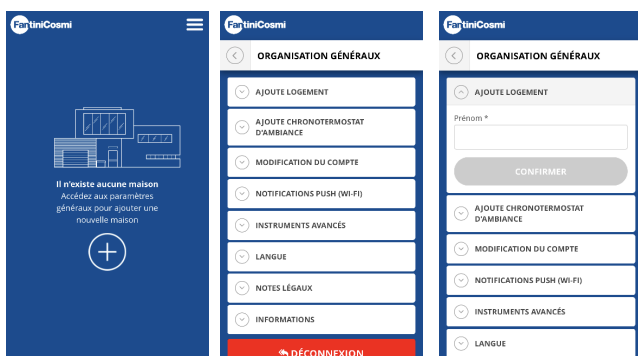 FantiniCosmi
Il n'existe aucune maison
Accédez aux paramètres
généraux pour ajouter une
nouvelle maison
FantiniCosmi
ORGANISATION GÉNÉRAUX
AJOUTE LOGEMENT
AJOUTE CHRONOTERMOSTAT
D'AMBIANCE
MODIFICATION DU COMPTE
NOTIFICATIONS PUSH (WI-FI)
INSTRUMENTS AVANCÉS
LANGUE
NOTES LÉGAUX
INFORMATIONS
DÉCONNEXION
FantiniCosmi
ORGANISATION GÉNÉRAUX
AJOUTE LOGEMENT
Prénom *
CONFIRMER
AJOUTE CHRONOTERMOSTAT
D'AMBIANCE
MODIFICATION DU COMPTE
NOTIFICATIONS PUSH (WI-FI)
INSTRUMENTS AVANCÉS
LANGUE